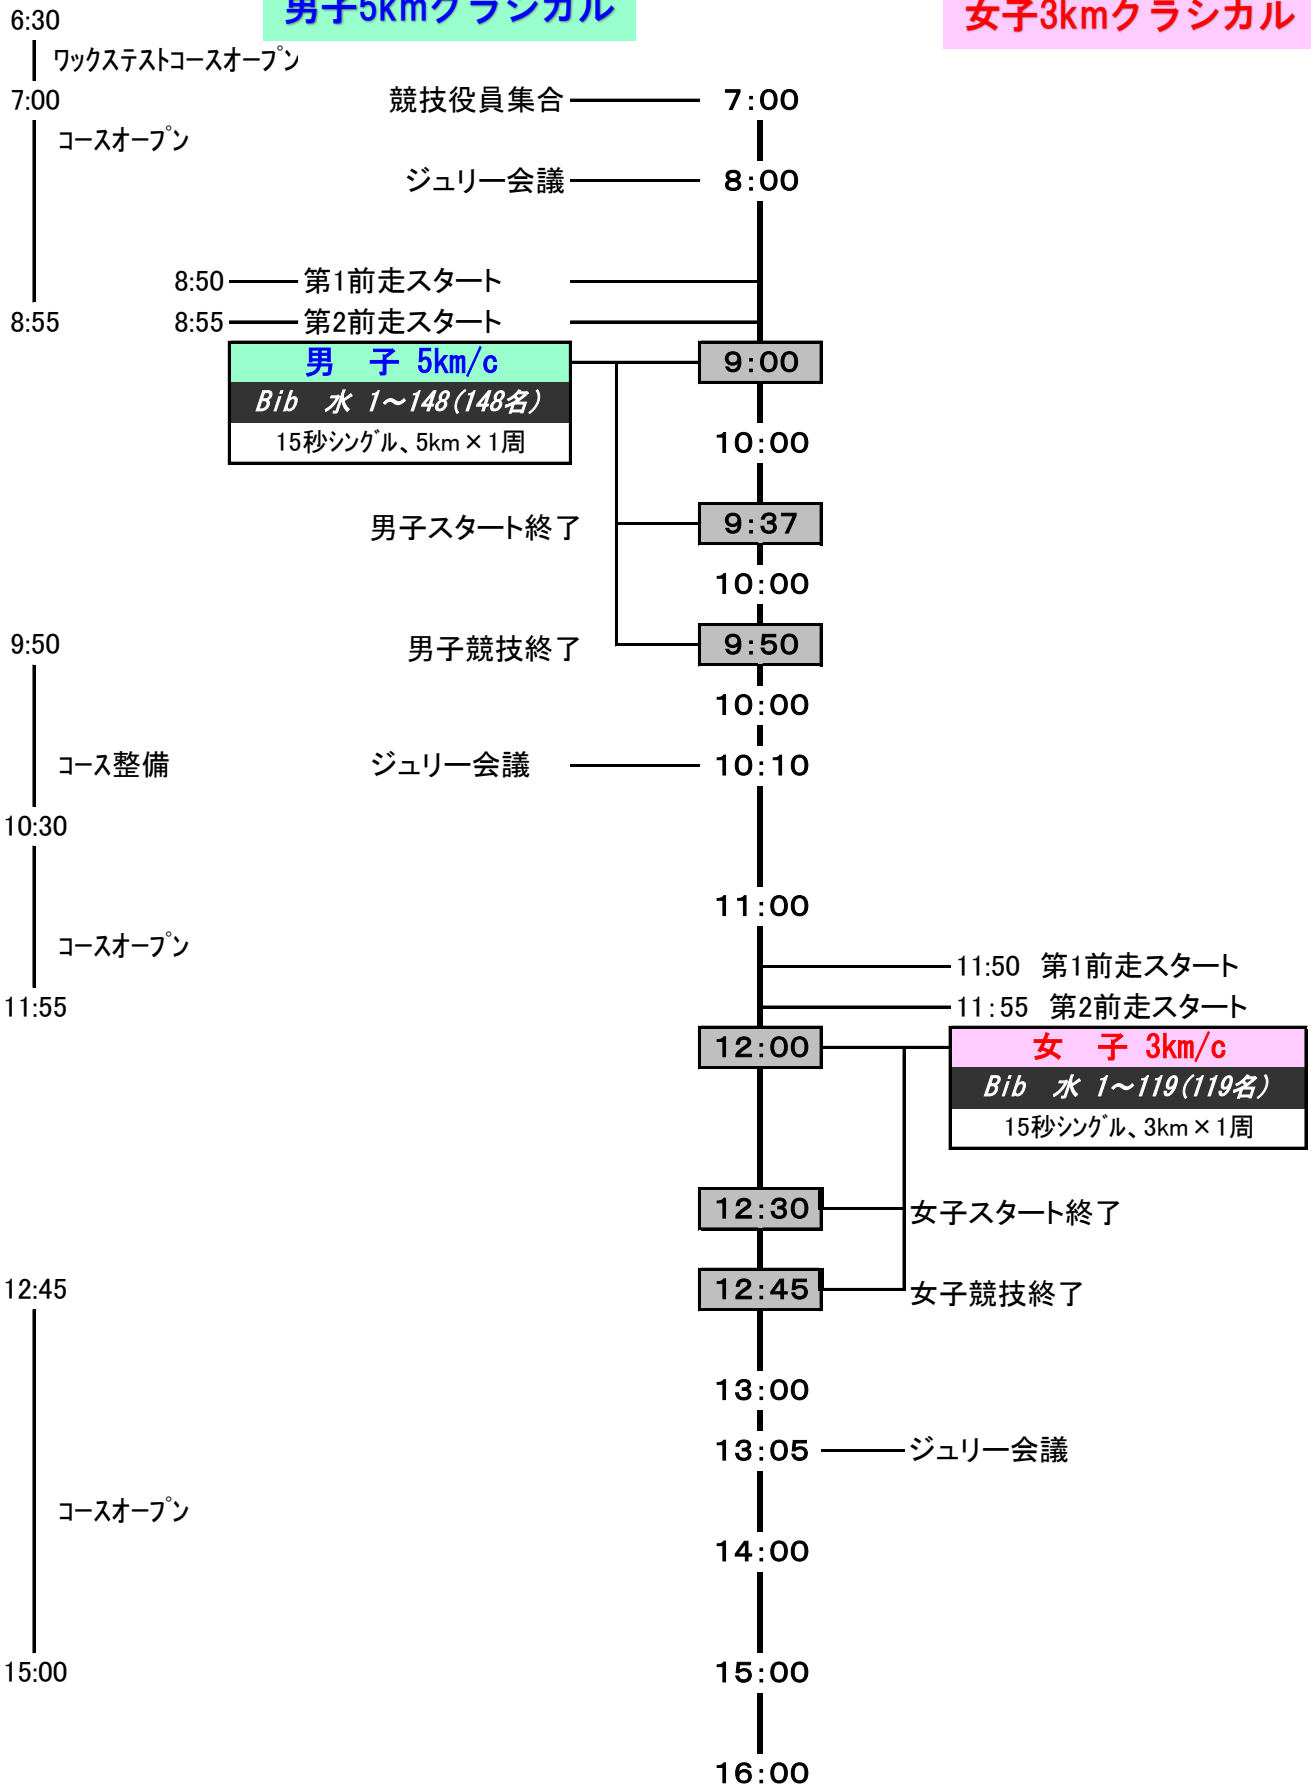 男子5kmクラシカル
女子3kmクラシカル
6:30
ワックステストコースオープン
7:00 競技役員集合 7:00
コースオープン
ジュリー会議 8:00
8:50 第1前走スタート
8:55 8:55 第2前走スタート
男 子 5km/c 9:00
Bib 水 1～148(148名)
15秒シングル、5km×1周 10:00
男子スタート終了 9:37
10:00
9:50 男子競技終了 9:50
10:00
コース整備 ジュリー会議 10:10
10:30
11:00
コースオープン
11:50 第1前走スタート
11:55 11:55 第2前走スタート
12:00 女 子 3km/c
Bib 水 1～119(119名)
15秒シングル、3km×1周
12:30 女子スタート終了
12:45 12:45 女子競技終了
13:00
13:05 ジュリー会議
コースオープン
14:00
15:00 15:00
16:00